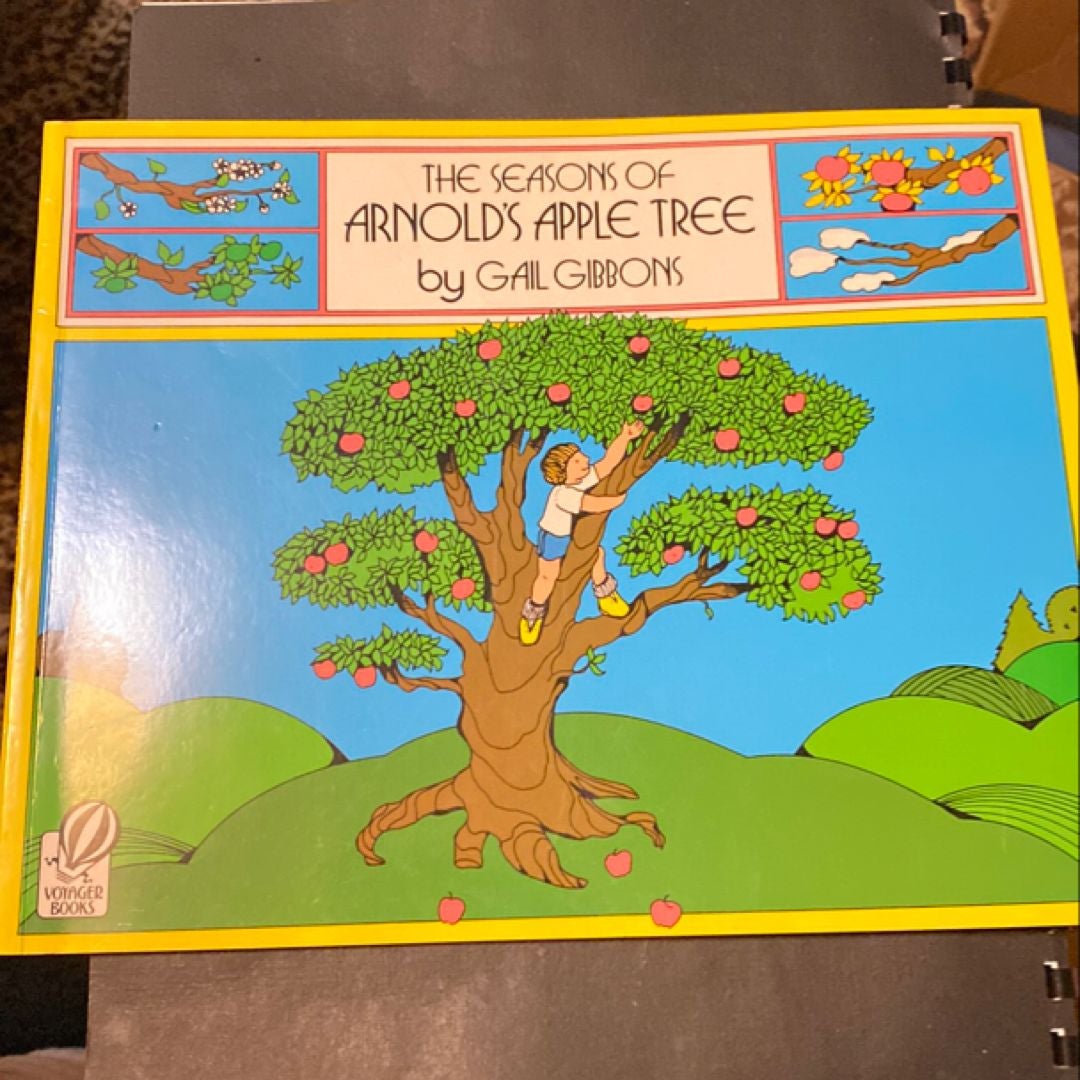 THE SEASONS OF
ARNOLD'S APPLE TREE
by GAIL GIBBONS
VOYAGER
BOOKS